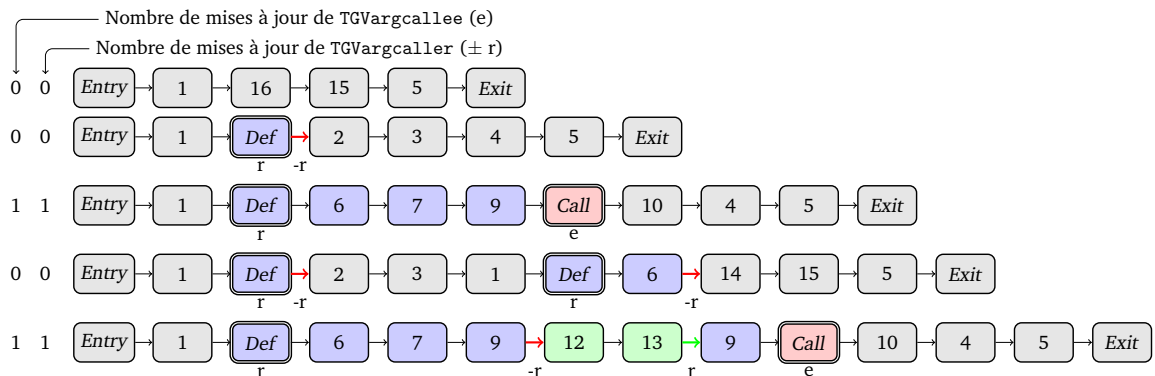 Nombre de mises à jour de TGVargcallee (e)
Nombre de mises à jour de TGVargcaller (± r)
0 0 Entry 1 16 15 5 Exit
0 0 Entry 1 Def 2 3 4 5 Exit
r -r
1 1 Entry 1 Def 6 7 9 Call 10 4 5 Exit
r e
0 0 Entry 1 Def 2 3 1 Def 6 14 15 5 Exit
r -r r -r
1 1 Entry 1 Def 6 7 9 12 13 9 Call 10 4 5 Exit
r -r r e